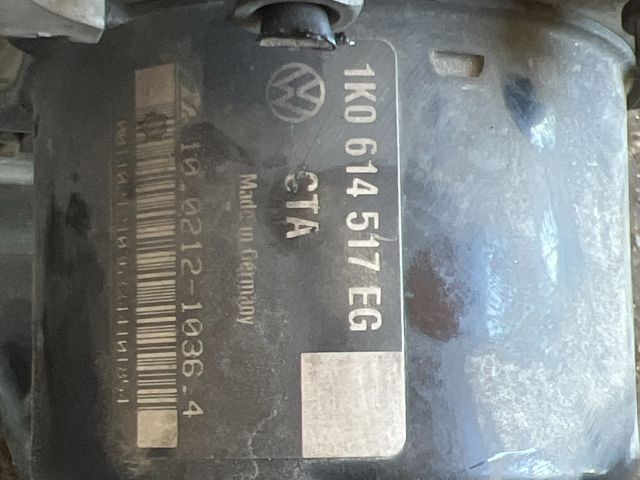 1K0 614 517 EG
CTA
Made in Germany
10.0212-1036.4